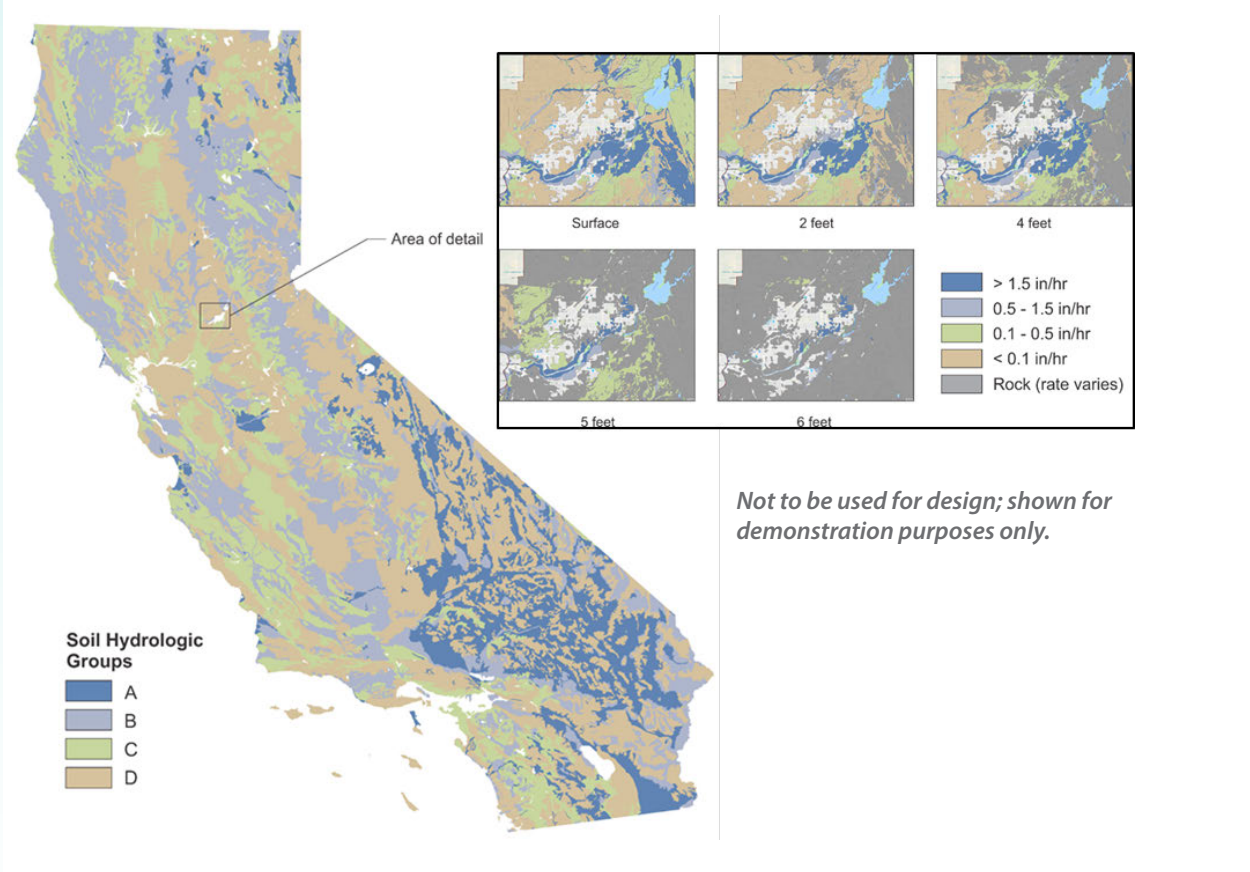 Area of detail
Surface
2 feet
4 feet
5 feet
6 feet
> 1.5 in/hr
0.5 - 1.5 in/hr
0.1 - 0.5 in/hr
< 0.1 in/hr
Rock (rate varies)
Not to be used for design; shown for
demonstration purposes only.
Soil Hydrologic
Groups
A
B
C
D